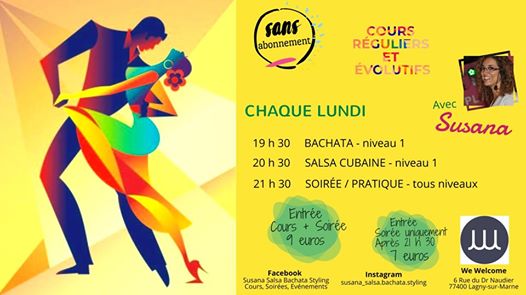 sans
abonnement
COURS
RÉGULIERS
ET
ÉVOLUTIFS
CHAQUE LUNDI
Avec
Susana
19 h 30 BACHATA - niveau 1
20 h 30 SALSA CUBAINE - niveau 1
21 h 30 SOIRÉE / PRATIQUE - tous niveaux
Entrée
Cours + Soirée
9 euros
Entrée
Soirée uniquement
Après 21 h 30
7 euros
Facebook
Susana Salsa Bachata Styling
Cours, Soirées, Evénements
Instagram
susana_salsa.bachata.styling
We Welcome
6 Rue du Dr Naudier
77400 Lagny-sur-Marne